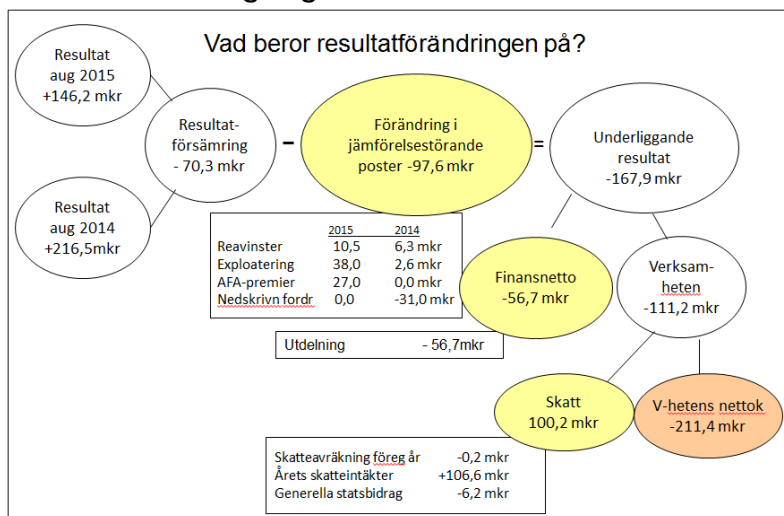 Vad beror resultatförändringen på?
Resultat
aug 2015
+146,2 mkr
Resultat-
försämring
- 70,3 mkr
-
Förändring i
jämförelsestörande
poster -97,6 mkr
=
Underliggande
resultat
-167,9 mkr
Resultat
aug 2014
+216,5mkr
2015 2014
Reavinster 10,5 6,3 mkr
Exploatering 38,0 2,6 mkr
AFA-premier 27,0 0,0 mkr
Nedskrivn fordr 0,0 -31,0 mkr
Finansnetto
-56,7 mkr
Verksam-
heten
-111,2 mkr
Utdelning - 56,7mkr
Skatt
100,2 mkr
V-hetens nettok
-211,4 mkr
Skatteavräkning föreg år -0,2 mkr
Årets skatteintäkter +106,6 mkr
Generella statsbidrag -6,2 mkr